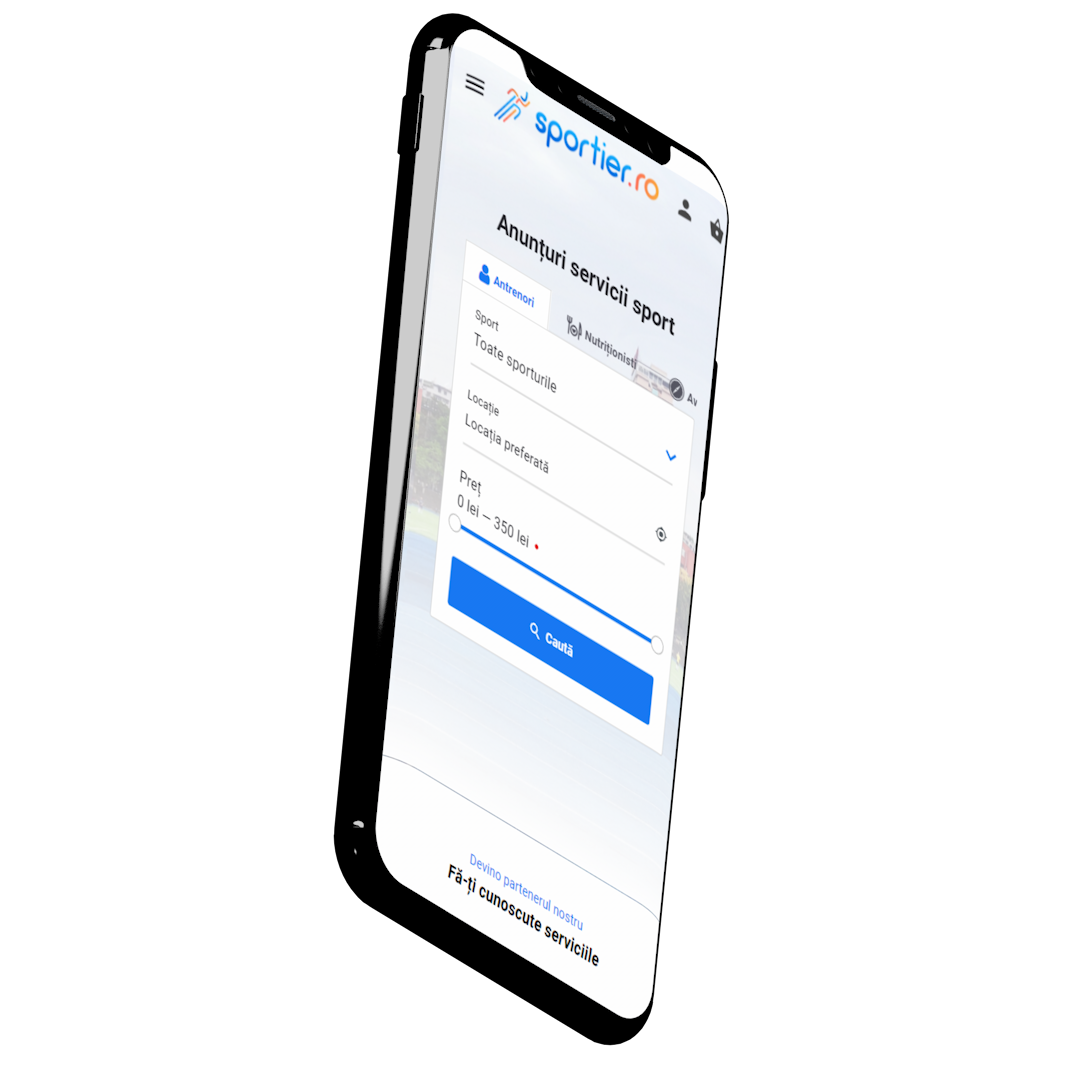 sportier.ro
Anunțuri servicii sport
Antrenori
Nutriționisti
Av
Sport
Toate sporturile
Locație
Locația preferată
Preț
0 lei – 350 lei
Caută
Devino partenerul nostru
Fă-ți cunoscute serviciile